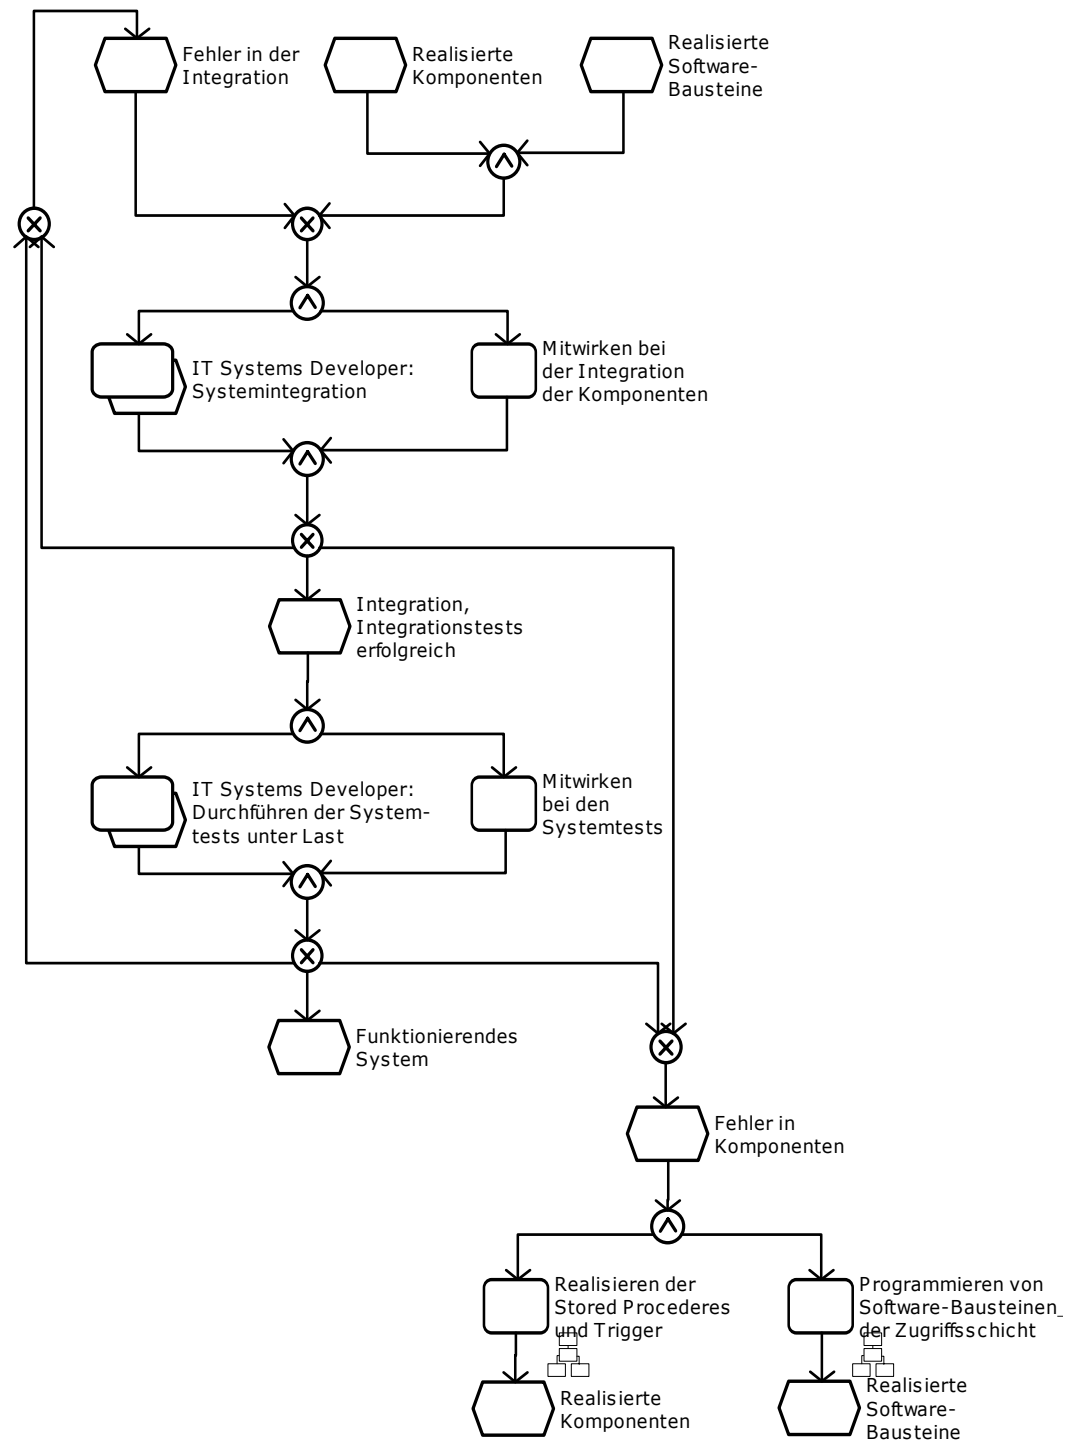 Fehler in der
Integration
Realisierte
Komponenten
Realisierte
Software-
Bausteine
IT Systems Developer:
Systemintegration
Mitwirken bei
der Integration
der Komponenten
Integration,
Integrationstests
erfolgreich
IT Systems Developer:
Durchführen der System-
tests unter Last
Mitwirken
bei den
Systemtests
Funktionierendes
System
Fehler in
Komponenten
Realisieren der
Stored Procederes
und Trigger
Programmieren von
Software-Bausteinen_
der Zugriffsschicht
Realisierte
Komponenten
Realisierte
Software-
Bausteine